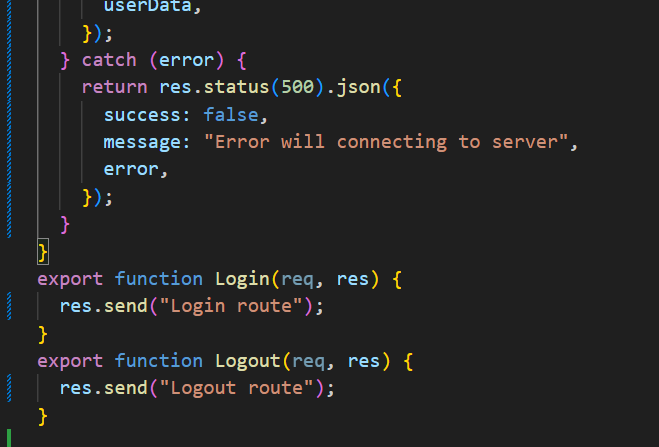 userData,
});
} catch (error) {
return res.status(500).json({
success: false,
message: "Error will connecting to server",
error,
});
}
}
export function Login(req, res) {
res.send("Login route");
}
export function Logout(req, res) {
res.send("Logout route");
}